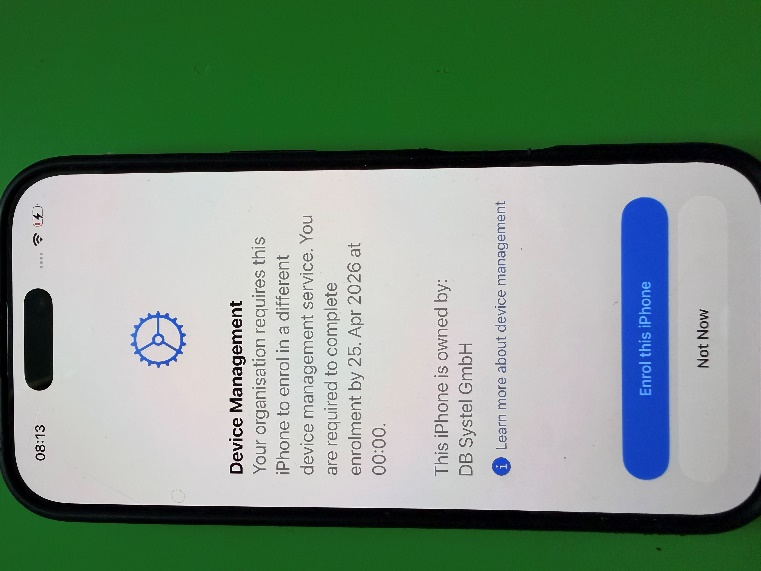 08:13
Device Management
Your organisation requires this
iPhone to enrol in a different
device management service. You
are required to complete
enrolment by 25. Apr 2026 at
00:00.
This iPhone is owned by:
DB Systel GmbH
Learn more about device management
Enrol this iPhone
Not Now